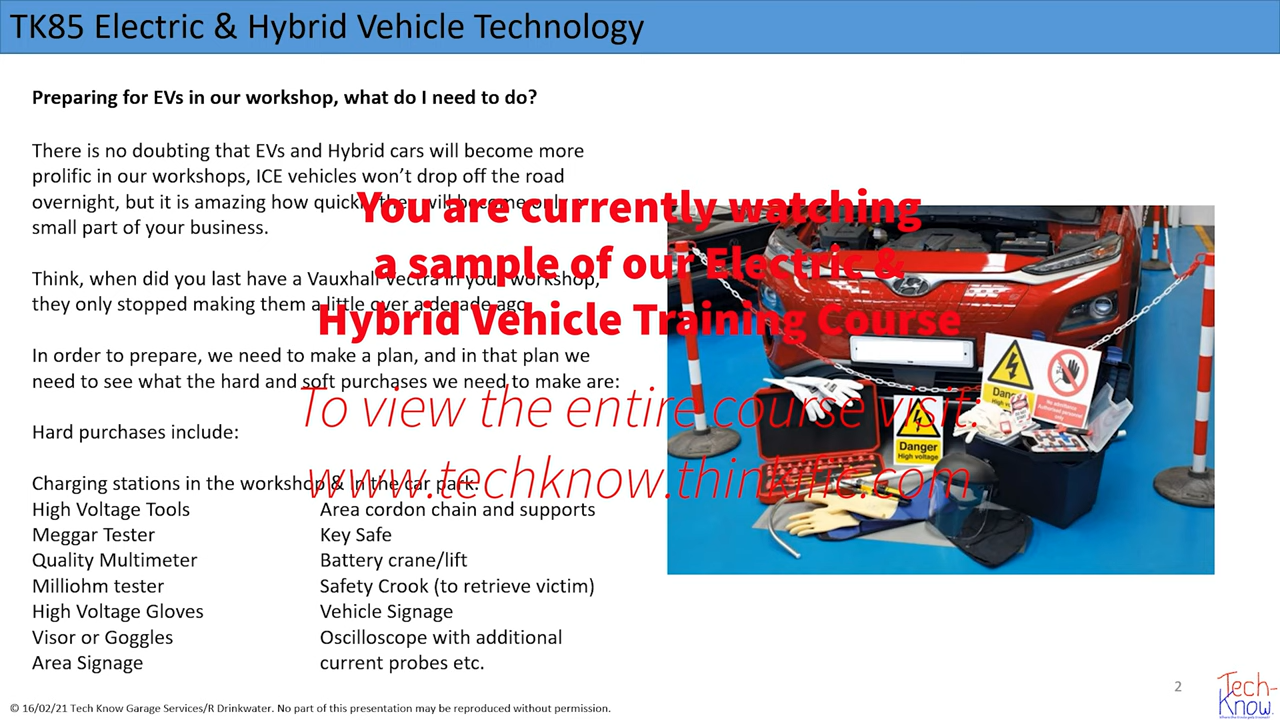 TK85 Electric & Hybrid Vehicle Technology
Preparing for EVs in our workshop, what do I need to do?
There is no doubting that EVs and Hybrid cars will become more
prolific in our workshops, ICE vehicles won't drop off the road
overnight, but it is amazing how quickly they will become only a
small part of your business.
Think, when did you last have a Vauxhall Vectra in your workshop,
they only stopped making them a little over a decade ago.
In order to prepare, we need to make a plan, and in that plan we
need to see what the hard and soft purchases we need to make are:
Hard purchases include:
Charging stations in the workshop & in the car park.
High Voltage Tools
Meggar Tester
Quality Multimeter
Milliohm tester
High Voltage Gloves
Visor or Goggles
Area Signage
Area cordon chain and supports
Key Safe
Battery crane/lift
Safety Crook (to retrieve victim)
Vehicle Signage
Oscilloscope with additional
current probes etc.
You are currently watching
a sample of our Electric &
Hybrid Vehicle Training Course
To view the entire course visit:
www.techknow.thinkific.com
Danger
High voltage
No admittance
Authorised personnel
only
2
Tech-
Know.
© 16/02/21 Tech Know Garage Services/R Drinkwater. No part of this presentation may be reproduced without permission.